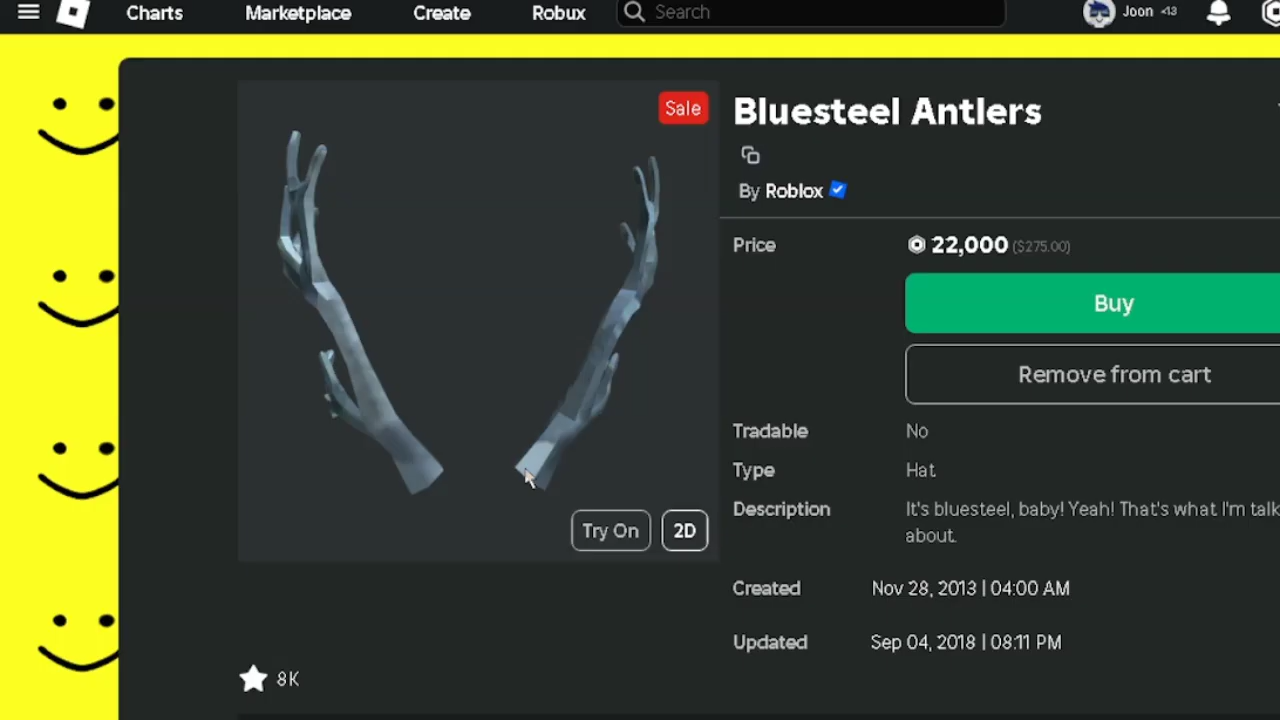 Charts Marketplace Create Robux Search Joon <13
Sale
Bluesteel Antlers
By Roblox
Price 22,000 ($275.00)
Buy
Remove from cart
Tradable No
Type Hat
Try On 2D
Description It's bluesteel, baby! Yeah! That's what I'm talk
about.
Created Nov 28, 2013 | 04:00 AM
Updated Sep 04, 2018 | 08:11 PM
8K